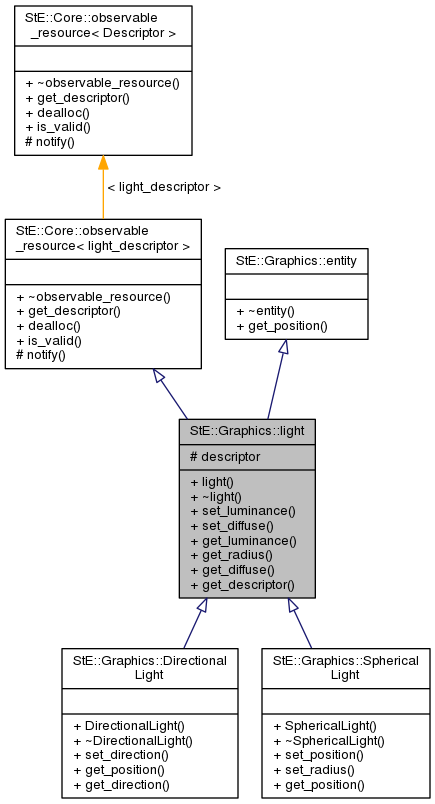 StE::Core::observable
_resource< Descriptor >
+ ~observable_resource()
+ get_descriptor()
+ dealloc()
+ is_valid()
# notify()
< light_descriptor >
StE::Core::observable
_resource< light_descriptor >
+ ~observable_resource()
+ get_descriptor()
+ dealloc()
+ is_valid()
# notify()
StE::Graphics::entity
+ ~entity()
+ get_position()
StE::Graphics::light
# descriptor
+ light()
+ ~light()
+ set_luminance()
+ set_diffuse()
+ get_luminance()
+ get_radius()
+ get_diffuse()
+ get_descriptor()
StE::Graphics::Directional
Light
+ DirectionalLight()
+ ~DirectionalLight()
+ set_direction()
+ get_position()
+ get_direction()
StE::Graphics::Spherical
Light
+ SphericalLight()
+ ~SphericalLight()
+ set_position()
+ set_radius()
+ get_position()